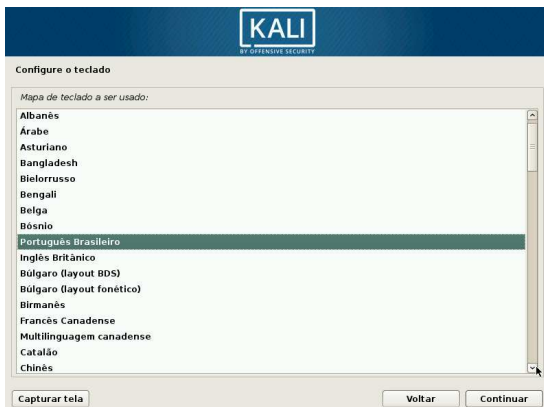 KALI
BY OFFENSIVE SECURITY
Configure o teclado
Mapa de teclado a ser usado:
Albanês
Árabe
Asturiano
Bangladesh
Bielorrusso
Bengali
Belga
Bósnio
Português Brasileiro
Inglês Britânico
Búlgaro (layout BDS)
Búlgaro (layout fonético)
Birmanês
Francês Canadense
Multilinguagem canadense
Catalão
Chinês
Capturar tela
Voltar
Continuar